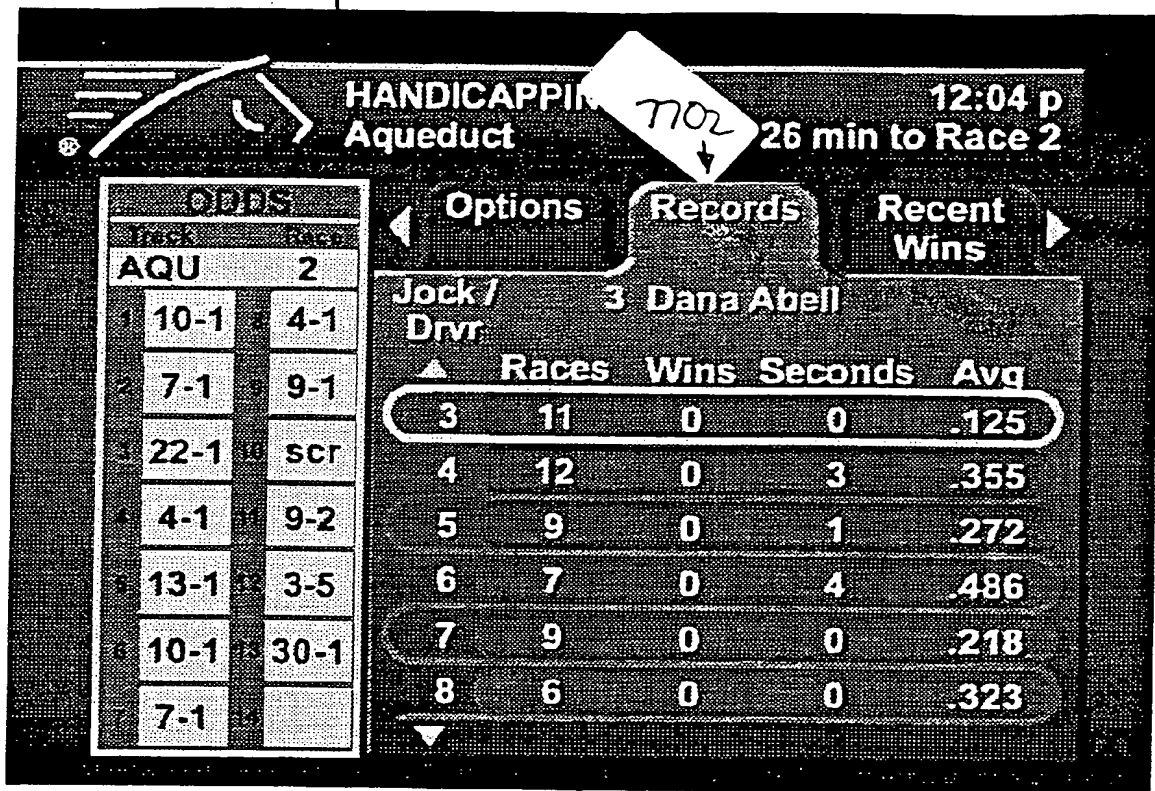 HANDICAPPIN
Aqueduct
12:04 p
26 min to Race 2
ODDS
Track Race
AQU 2
1 10-1 8 4-1
2 7-1 9 9-1
3 22-1 10 scr
4 4-1 11 9-2
5 13-1 12 3-5
6 10-1 13 30-1
7 7-1 14
Options Records Recent
Wins
Jock / 3 Dana Abell
Drvr
Races Wins Seconds Avg
3 11 0 0 .125
4 12 0 3 .355
5 9 0 1 .272
6 7 0 4 .486
7 9 0 0 .218
8 6 0 0 .323